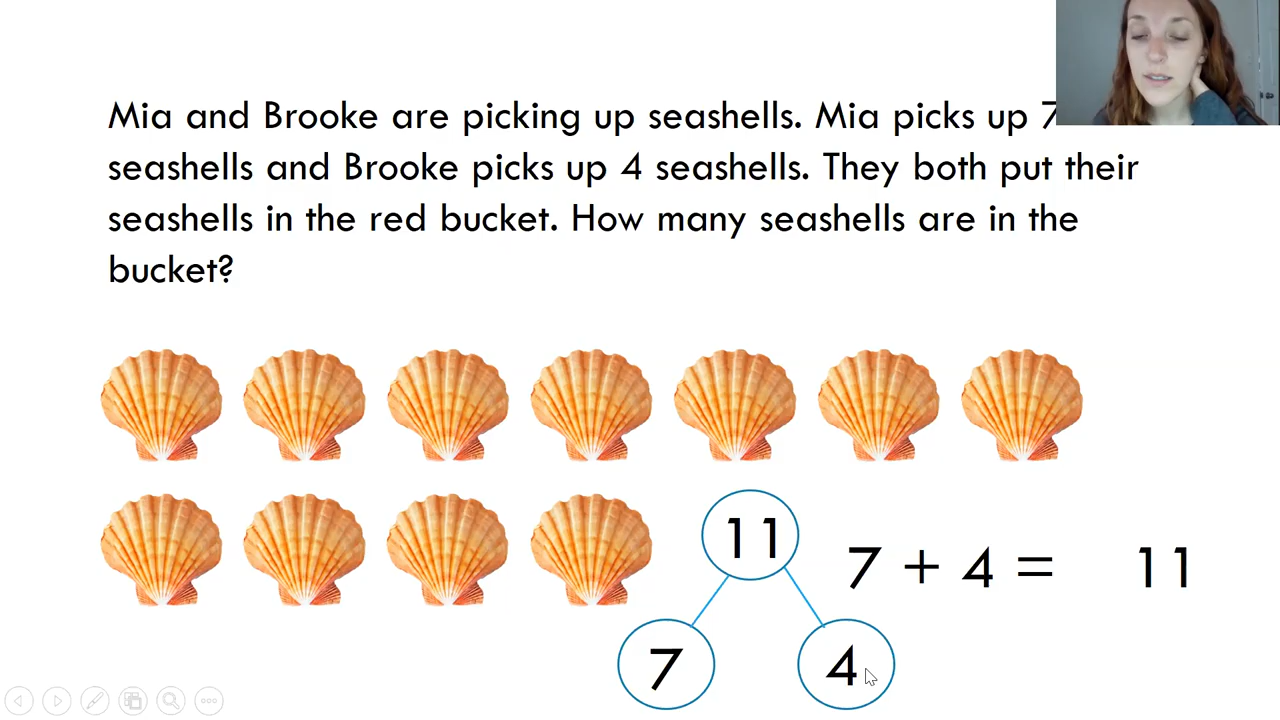 Mia and Brooke are picking up seashells. Mia picks up 7
seashells and Brooke picks up 4 seashells. They both put their
seashells in the red bucket. How many seashells are in the
bucket?
11
7 + 4 = 11
7 4